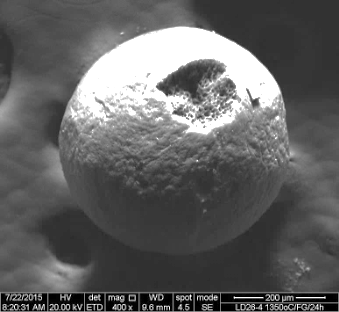 7/22/2015 HV det mag □ WD spot mode 200 µm
8:20:31 AM 20.00 kV ETD 400 x 9.6 mm 4.5 SE LD26-4 1350oC/FG/24h